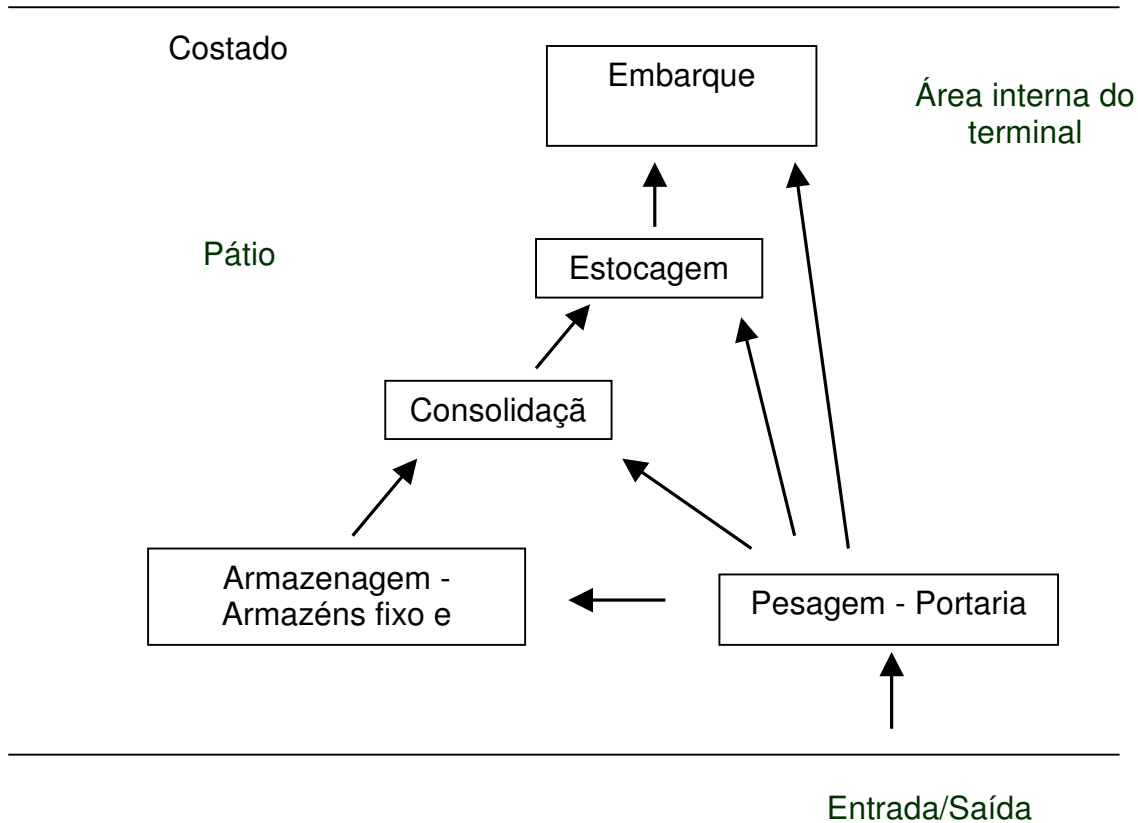 Costado
Embarque
Área interna do
terminal
Pátio
Estocagem
Consolidaçã
Armazenagem -
Armazéns fixo e
Pesagem - Portaria
Entrada/Saída